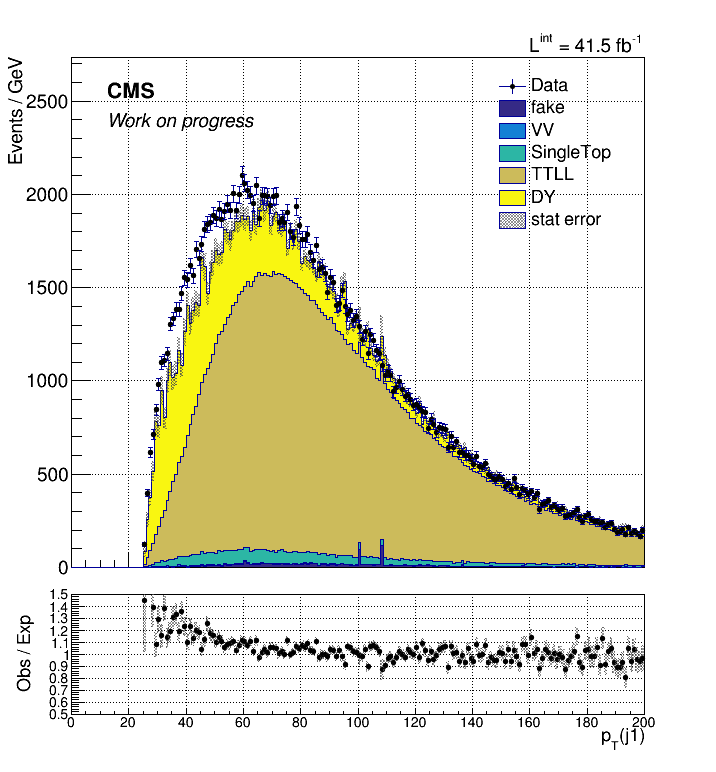 L^int = 41.5 fb^-1
Events / GeV
CMS
Work on progress
Data
fake
VV
SingleTop
TTLL
DY
stat error
2500
2000
1500
1000
500
0
Obs / Exp
1.5
1.4
1.3
1.2
1.1
1
0.9
0.8
0.7
0.6
0.5
0 20 40 60 80 100 120 140 160 180 200
p_T(j1)